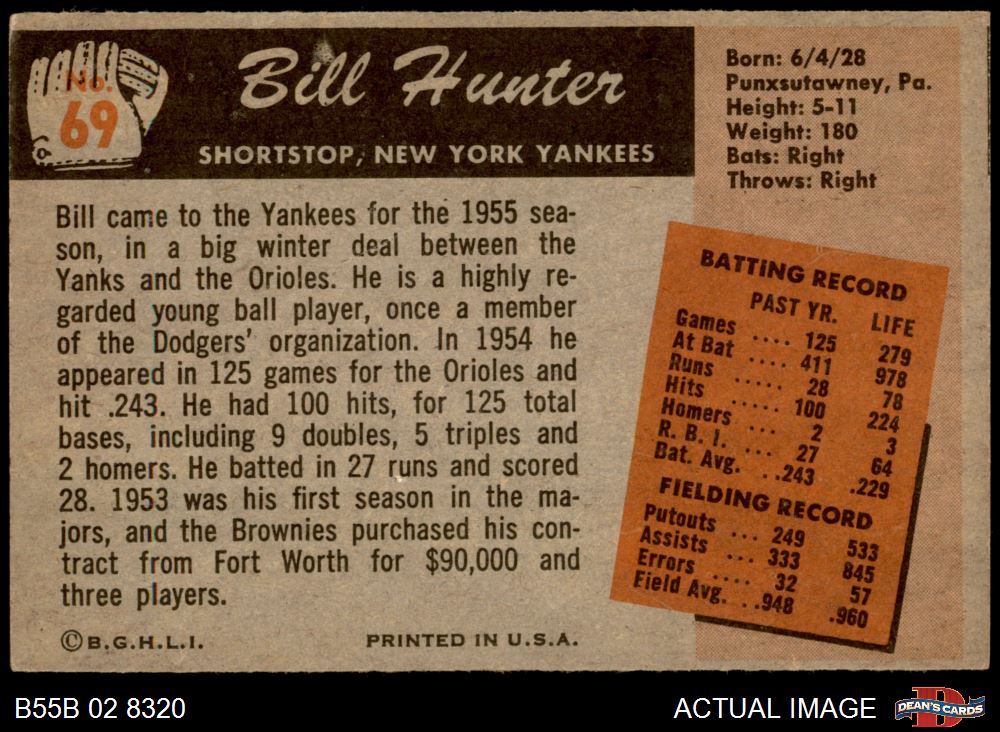 No.
69
Bill Hunter
SHORTSTOP, NEW YORK YANKEES
Born: 6/4/28
Punxsutawney, Pa.
Height: 5-11
Weight: 180
Bats: Right
Throws: Right
Bill came to the Yankees for the 1955 sea-
son, in a big winter deal between the
Yanks and the Orioles. He is a highly re-
garded young ball player, once a member
of the Dodgers' organization. In 1954 he
appeared in 125 games for the Orioles and
hit .243. He had 100 hits, for 125 total
bases, including 9 doubles, 5 triples and
2 homers. He batted in 27 runs and scored
28. 1953 was his first season in the ma-
jors, and the Brownies purchased his con-
tract from Fort Worth for $90,000 and
three players.
BATTING RECORD
PAST YR. LIFE
Games .... 125 279
At Bat .... 411 978
Runs ..... 28 78
Hits ..... 100 224
Homers .... 2 3
R. B. I. .... 27 64
Bat. Avg. ..243 .229
FIELDING RECORD
Putouts ... 249 533
Assists ... 333 845
Errors .... 32 57
Field Avg. ..948 .960
©B.G.H.L.I. PRINTED IN U.S.A.
B55B 02 8320 ACTUAL IMAGE
D
DEAN'S CARDS